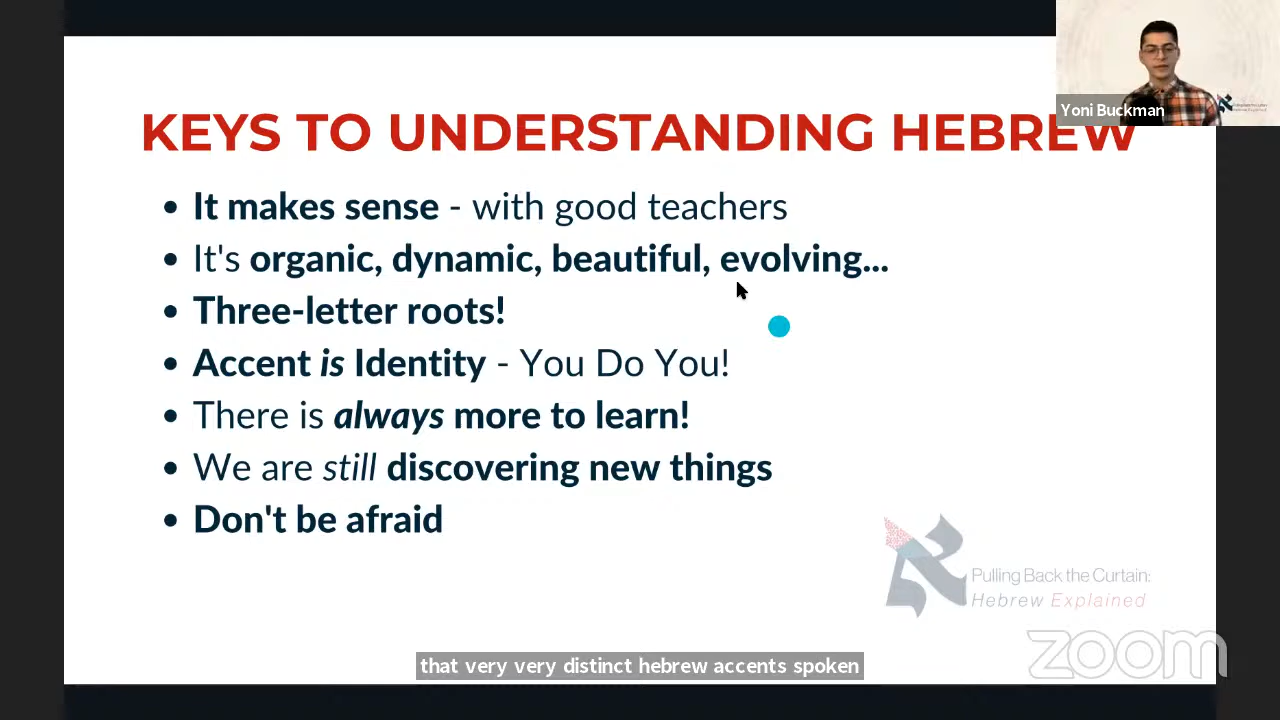 Yoni Buckman
KEYS TO UNDERSTANDING HEBREW
It makes sense - with good teachers
It's organic, dynamic, beautiful, evolving...
Three-letter roots!
Accent is Identity - You Do You!
There is always more to learn!
We are still discovering new things
Don't be afraid
א
Pulling Back the Curtain:
Hebrew Explained
zoom
that very very distinct hebrew accents spoken